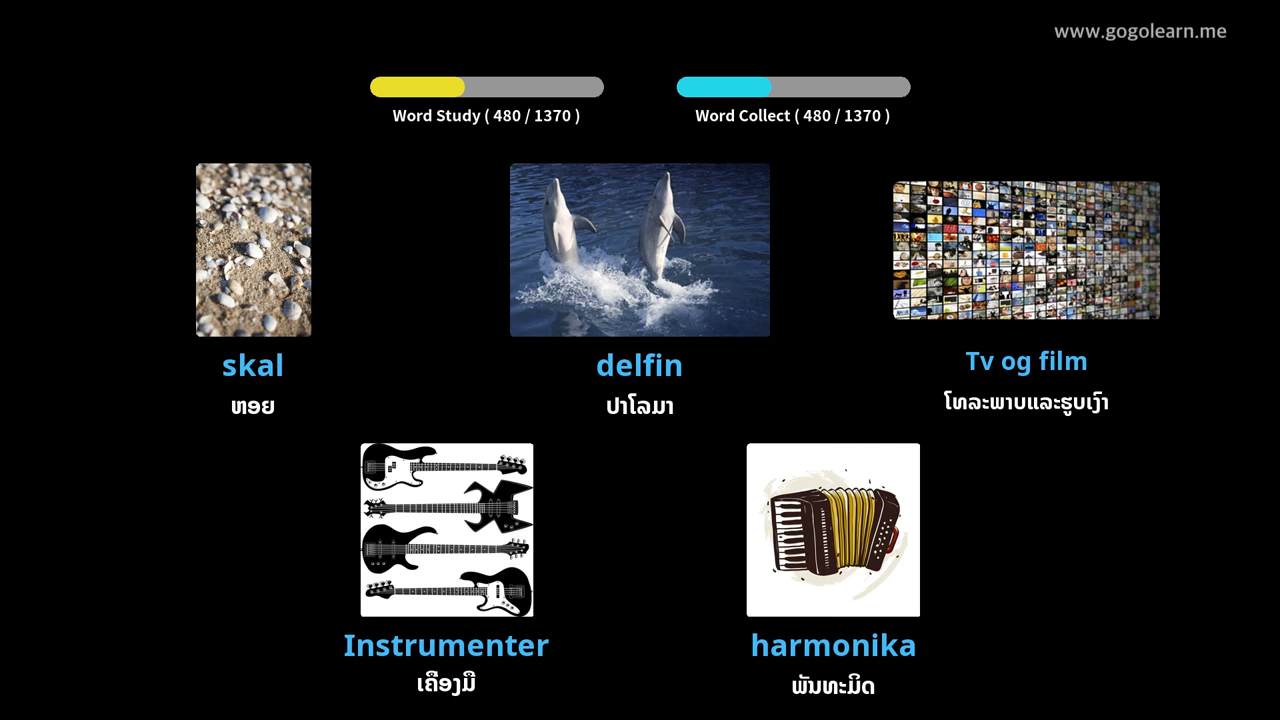 www.gogolearn.me
Word Study ( 480 / 1370 )
Word Collect ( 480 / 1370 )
skal
ຫອຍ
delfin
ປາໂລມາ
Tv og film
ໂທລະພາບແລະຮູບເງົາ
Instrumenter
ເຄື່ອງມື
harmonika
ພັນທະມິດ